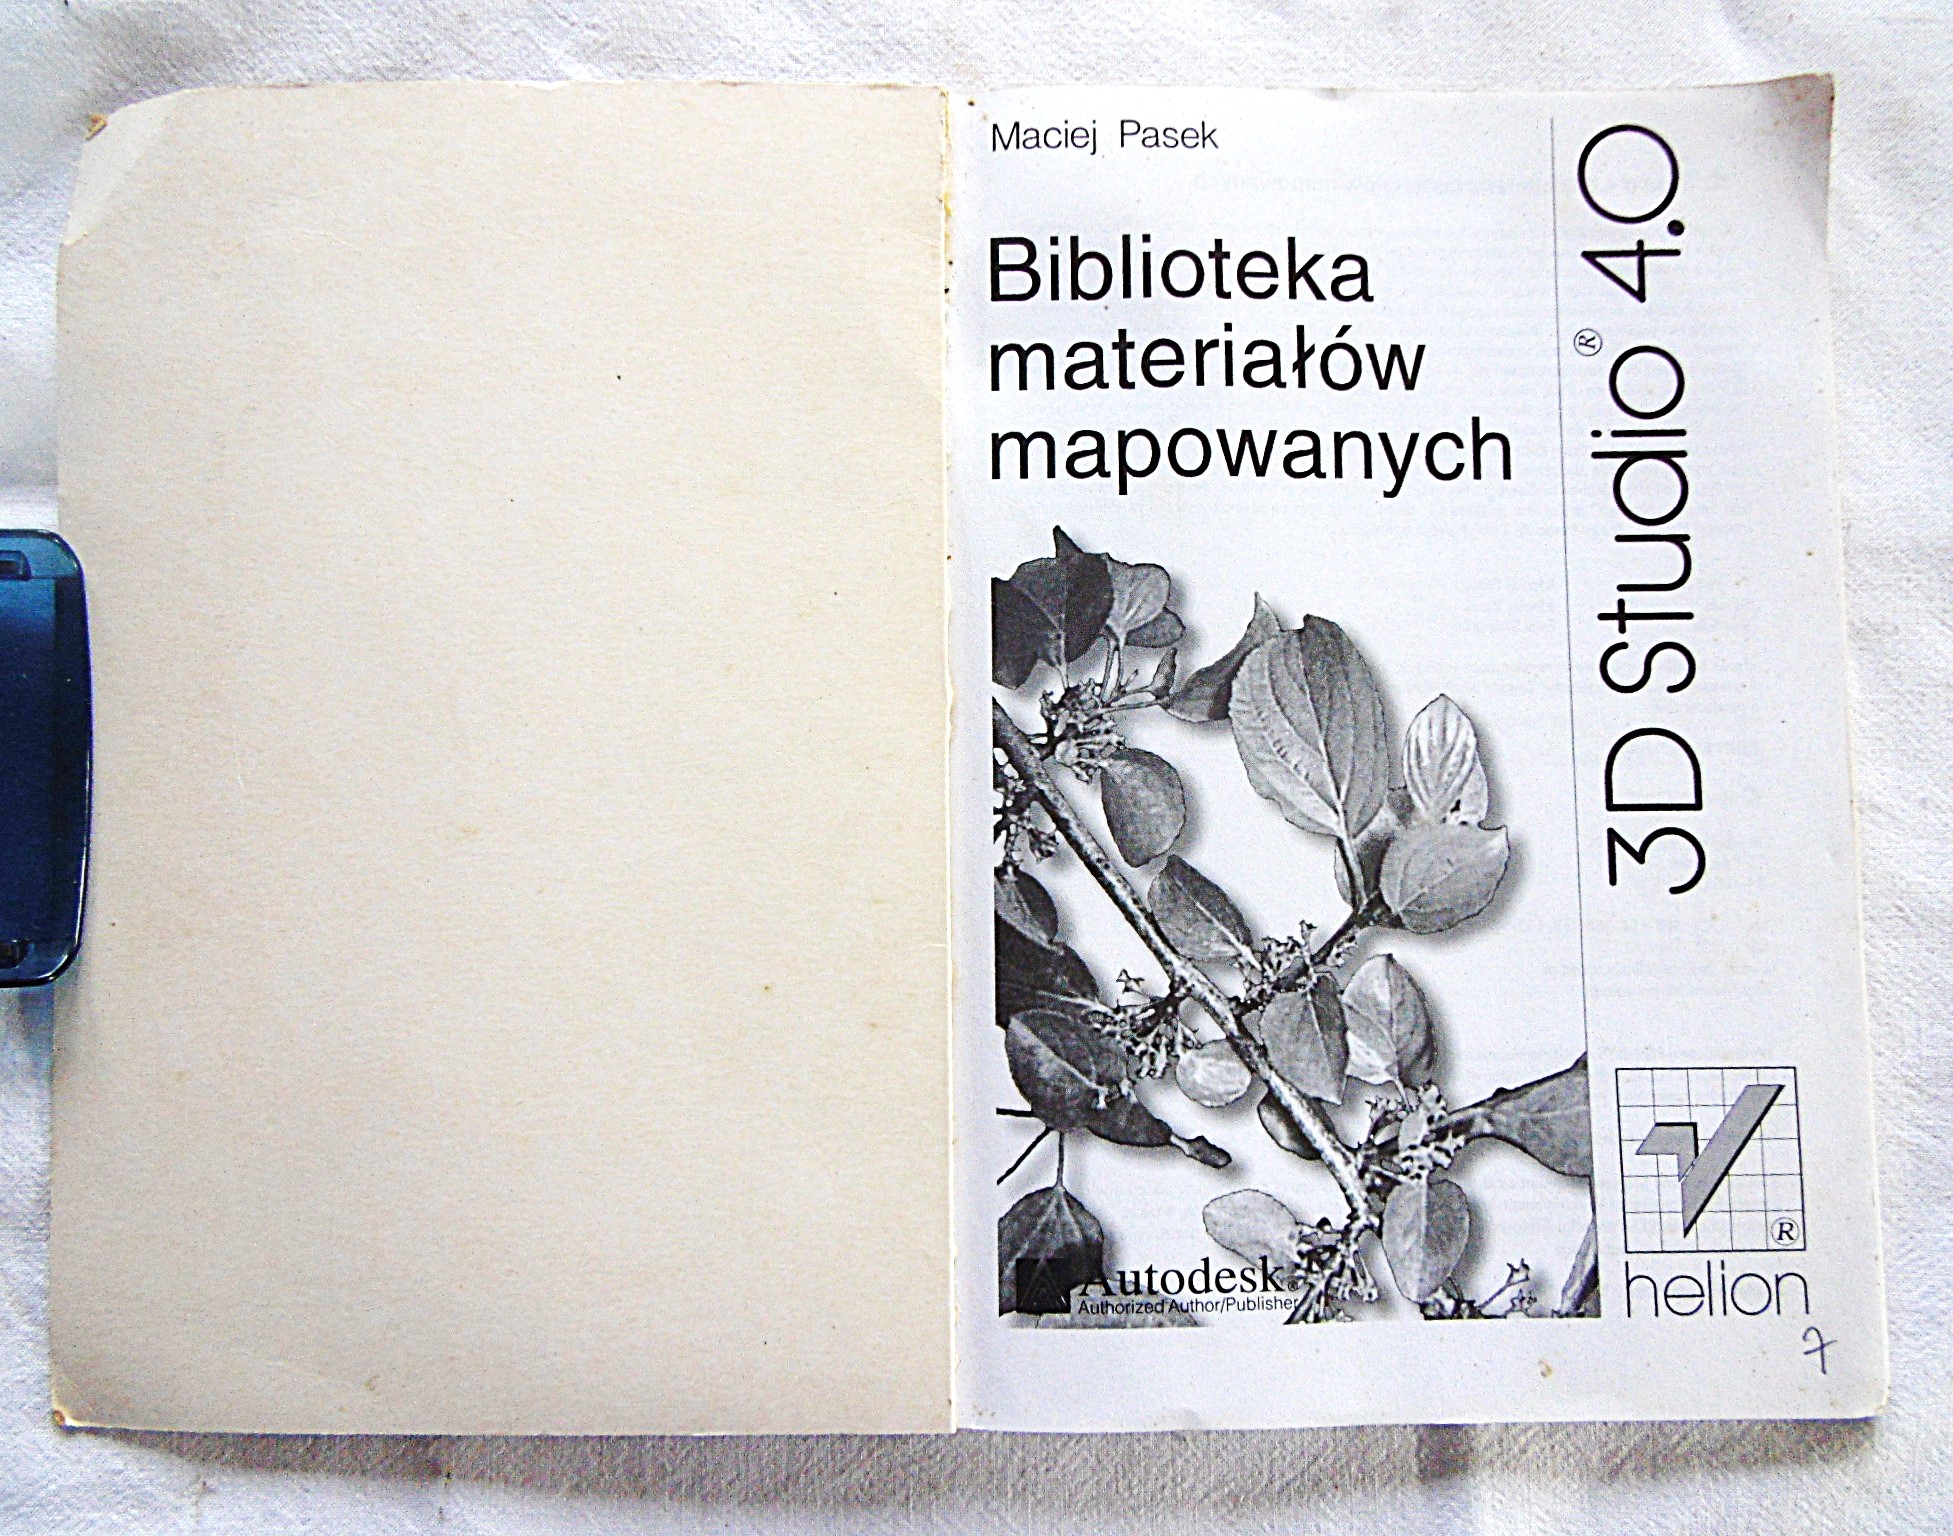 Maciej Pasek
Biblioteka
materiałów
mapowanych
3D Studio® 4.0
Autodesk®
Authorized Author/Publisher
®
helion
7